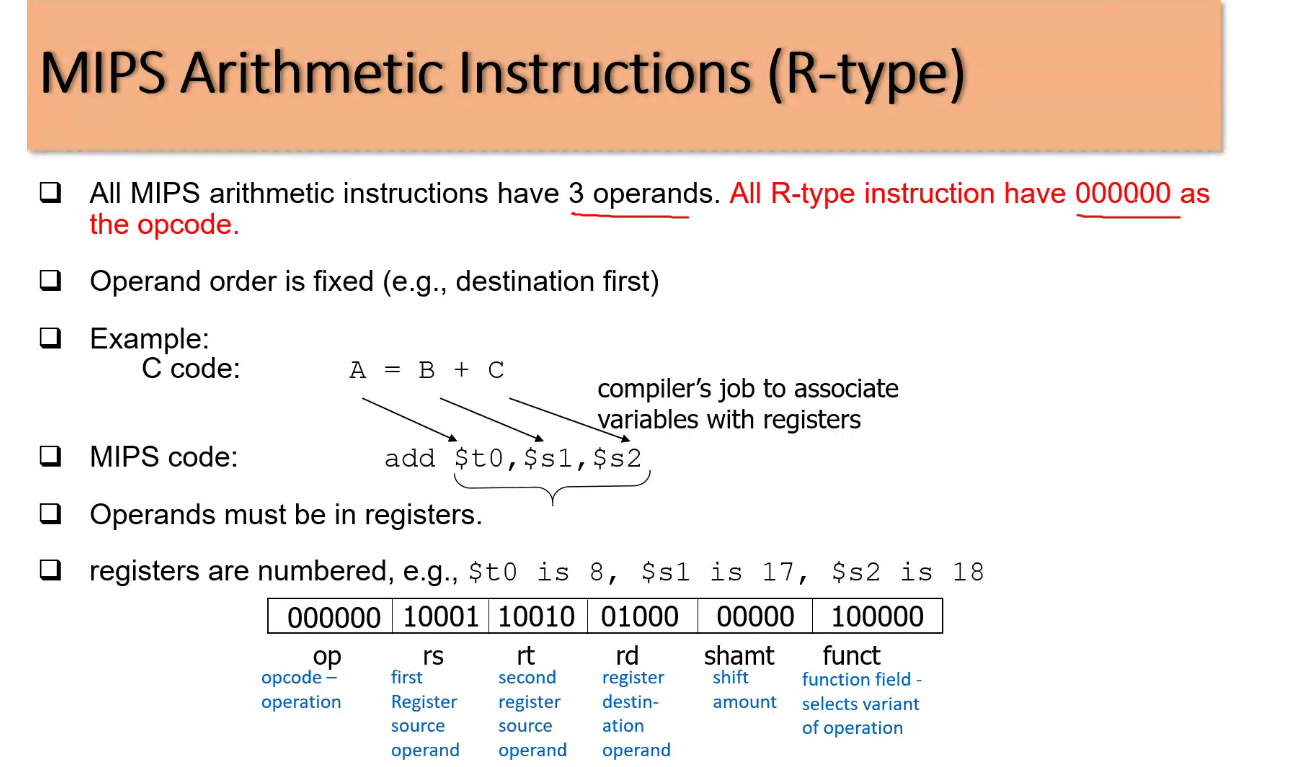 MIPS Arithmetic Instructions (R-type)
All MIPS arithmetic instructions have 3 operands. All R-type instruction have 000000 as
the opcode.
Operand order is fixed (e.g., destination first)
Example:
C code: A = B + C
compiler's job to associate
variables with registers
MIPS code: add $t0,$s1,$s2
Operands must be in registers.
registers are numbered, e.g., $t0 is 8, $s1 is 17, $s2 is 18
000000 10001 10010 01000 00000 100000
op rs rt rd shamt funct
opcode – first second register shift function field -
operation Register register destin- amount selects variant
source source ation of operation
operand operand operand